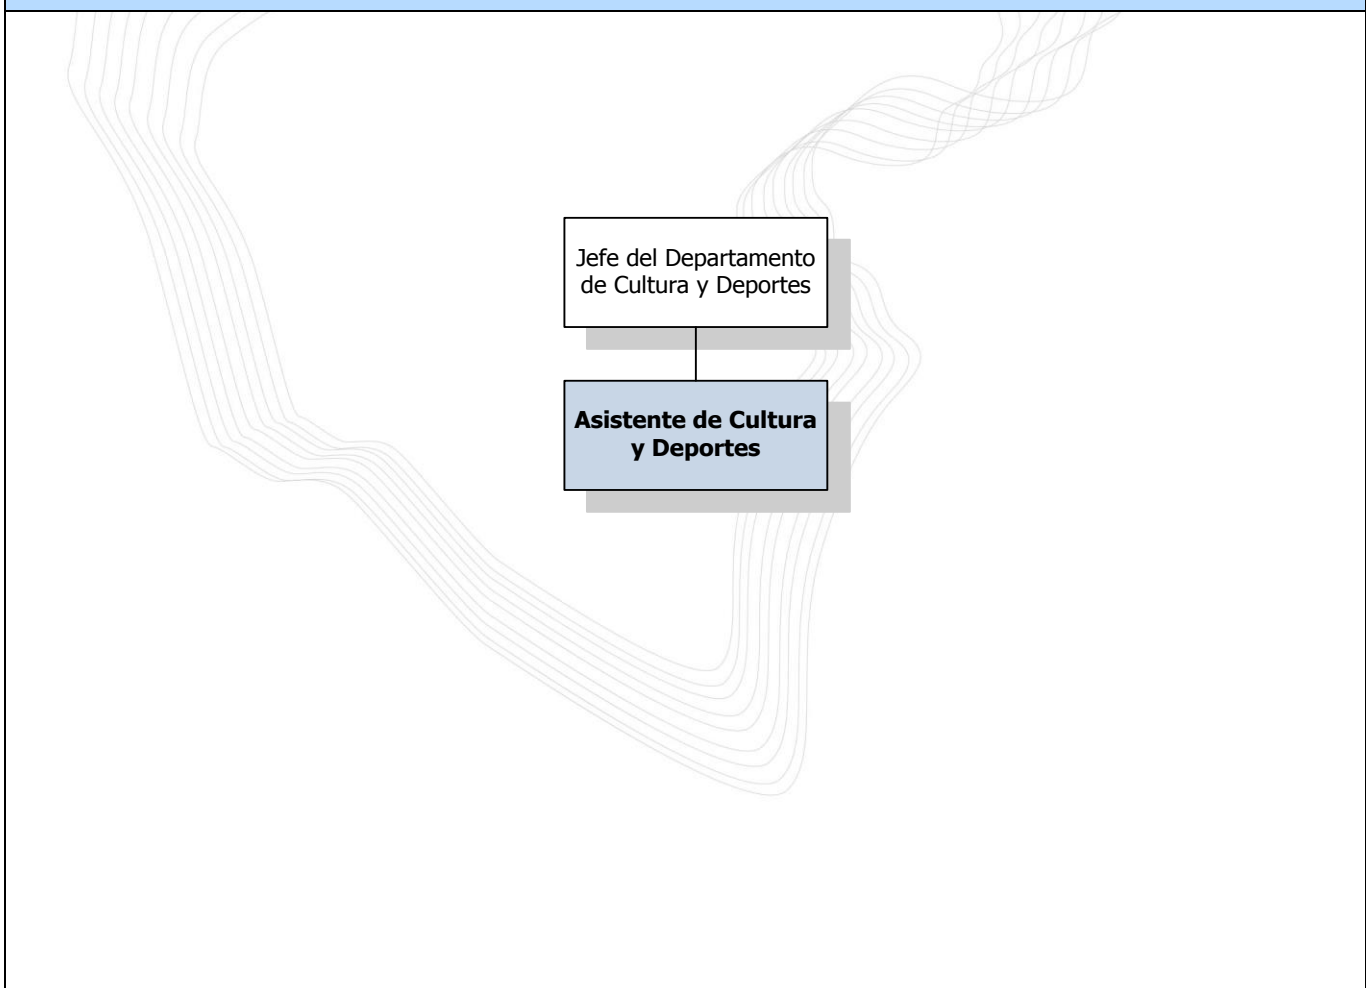 Jefe del Departamento
de Cultura y Deportes
Asistente de Cultura
y Deportes